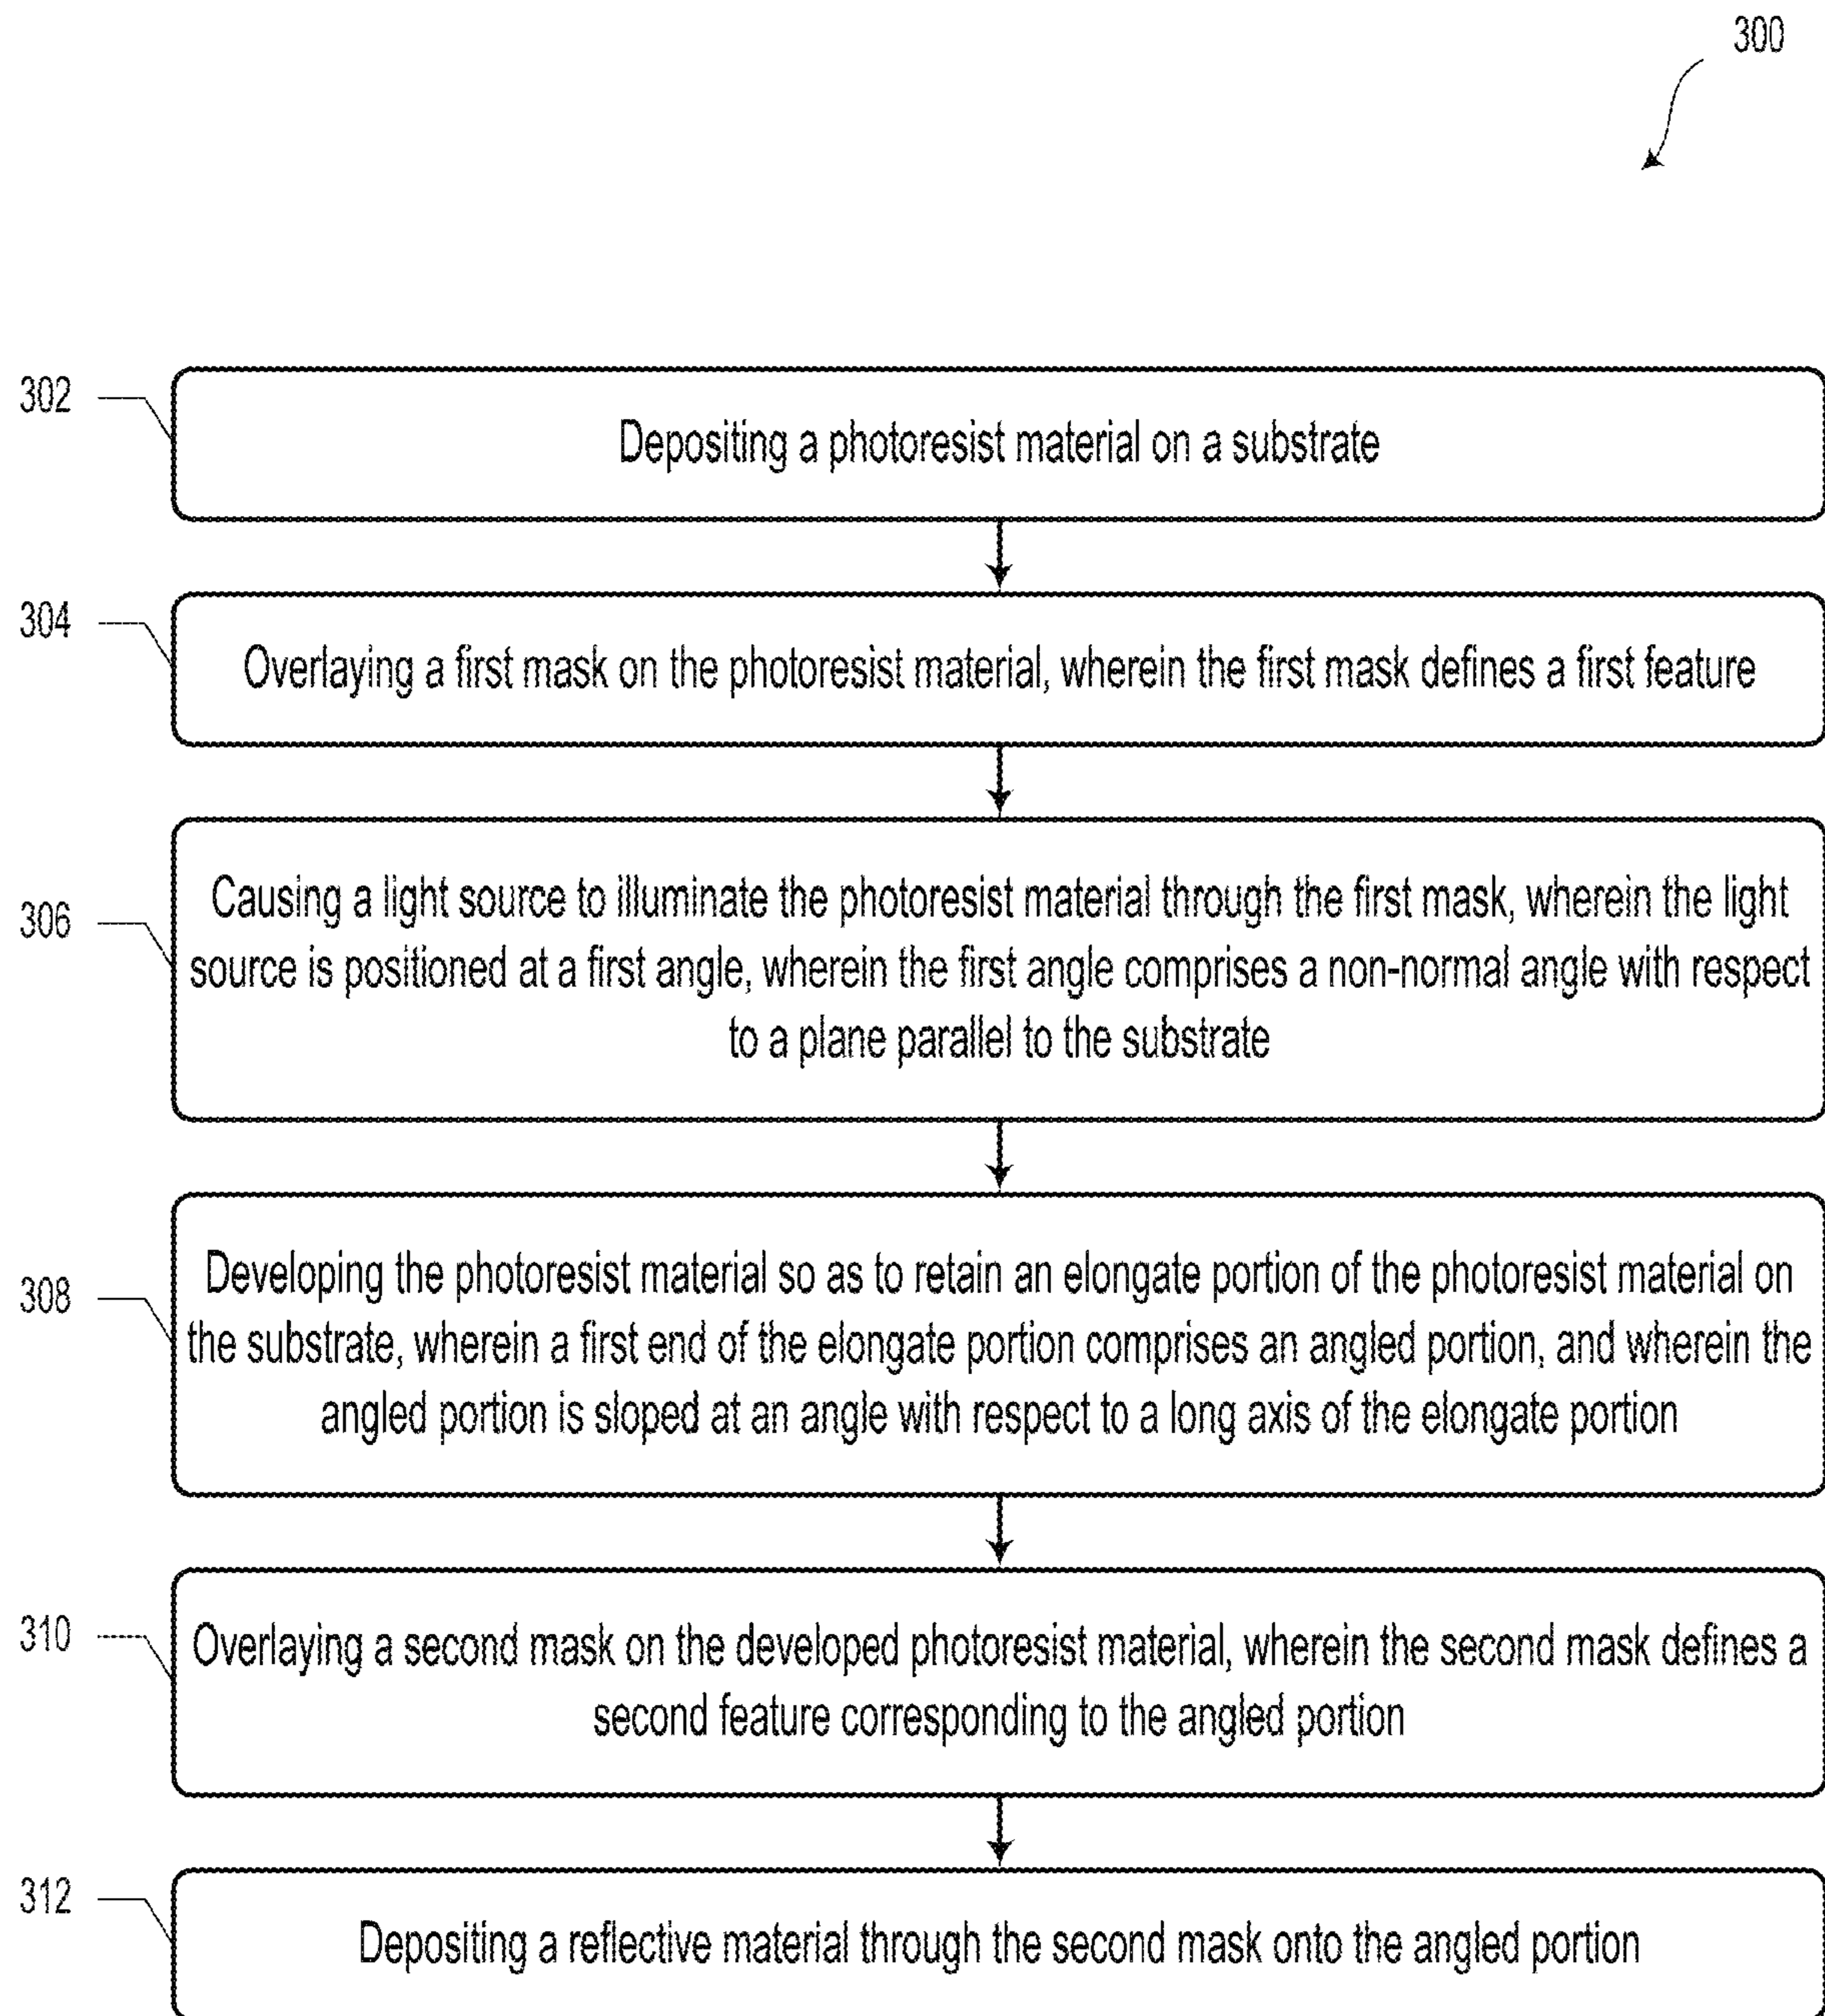 300
302
Depositing a photoresist material on a substrate
304
Overlaying a first mask on the photoresist material, wherein the first mask defines a first feature
306
Causing a light source to illuminate the photoresist material through the first mask, wherein the light
source is positioned at a first angle, wherein the first angle comprises a non-normal angle with respect
to a plane parallel to the substrate
308
Developing the photoresist material so as to retain an elongate portion of the photoresist material on
the substrate, wherein a first end of the elongate portion comprises an angled portion, and wherein the
angled portion is sloped at an angle with respect to a long axis of the elongate portion
310
Overlaying a second mask on the developed photoresist material, wherein the second mask defines a
second feature corresponding to the angled portion
312
Depositing a reflective material through the second mask onto the angled portion